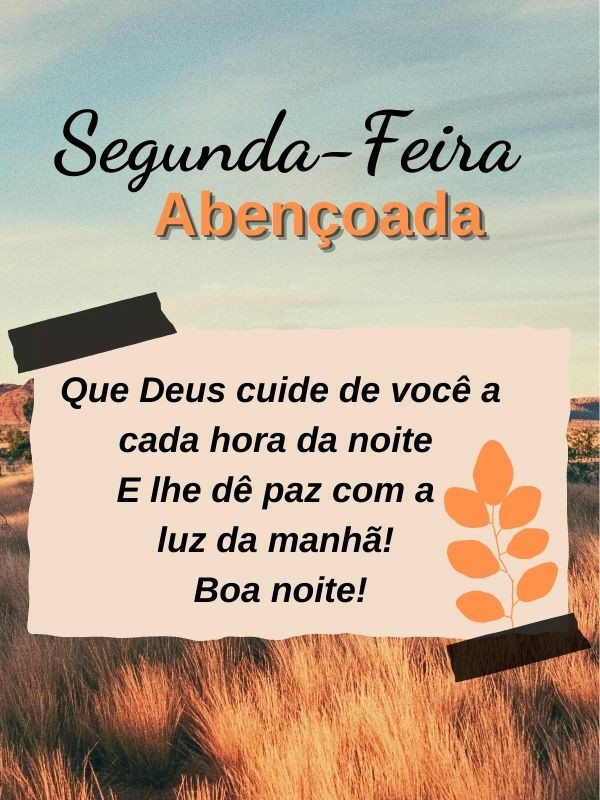 Segunda-Feira
Abençoada
Que Deus cuide de você a
cada hora da noite
E lhe dê paz com a
luz da manhã!
Boa noite!